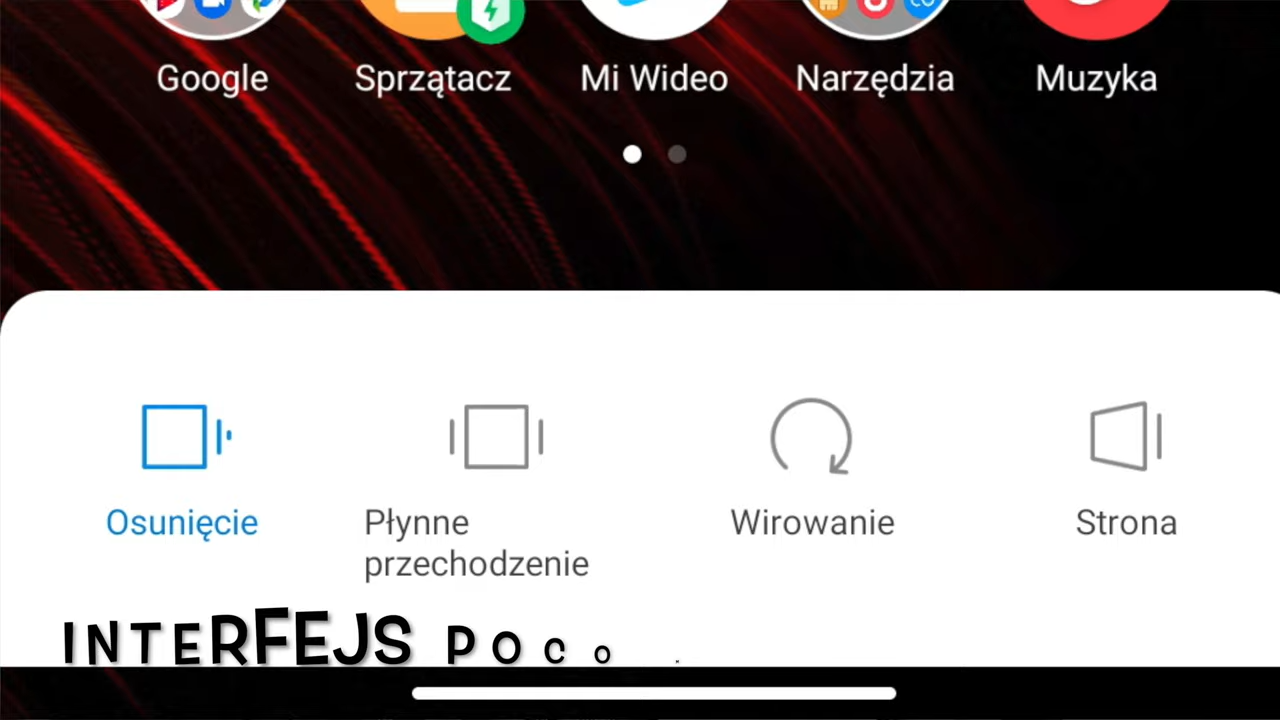 Google Sprzątacz Mi Wideo Narzędzia Muzyka
Osunięcie Płynne przechodzenie Wirowanie Strona
INTERFEJS POCO